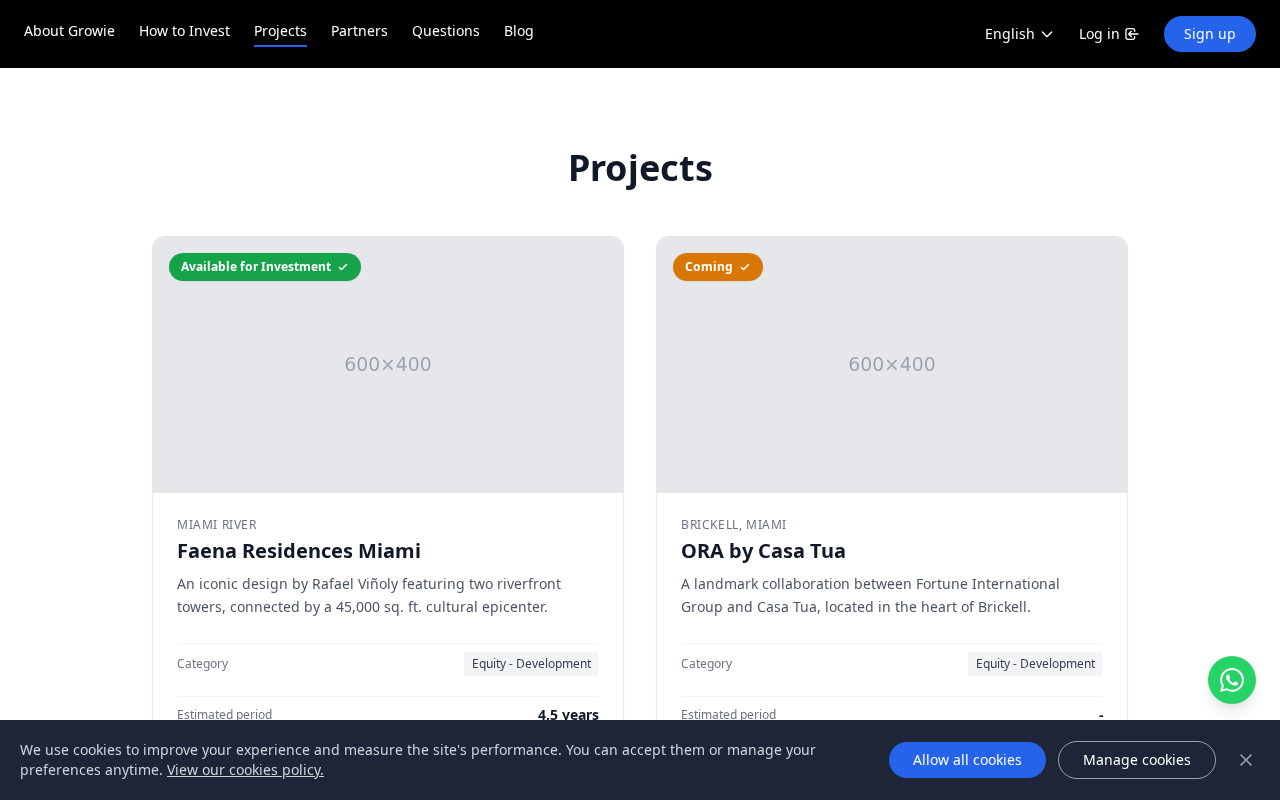 About Growie
How to Invest
Projects
Partners
Questions
Blog
English
Log in
Sign up
Projects
Available for Investment
600×400
MIAMI RIVER
Faena Residences Miami
An iconic design by Rafael Viñoly featuring two riverfront
towers, connected by a 45,000 sq. ft. cultural epicenter.
Category
Equity - Development
Estimated period
4.5 years
Coming
600×400
BRICKELL, MIAMI
ORA by Casa Tua
A landmark collaboration between Fortune International
Group and Casa Tua, located in the heart of Brickell.
Category
Equity - Development
Estimated period
-
We use cookies to improve your experience and measure the site's performance. You can accept them or manage your
preferences anytime. View our cookies policy.
Allow all cookies
Manage cookies